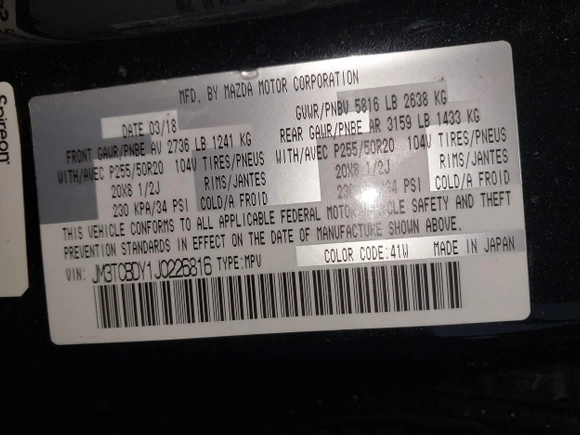 MFD. BY MAZDA MOTOR CORPORATION
DATE 03/18 GVWR/PNBV 5816 LB 2638 KG
FRONT GAWR/PNBE AV 2736 LB 1241 KG REAR GAWR/PNBE AR 3159 LB 1433 KG
WITH/AVEC P255/50R20 104V TIRES/PNEUS WITH/AVEC P255/50R20 104V TIRES/PNEUS
20X8 1/2J RIMS/JANTES 20X8 1/2J RIMS/JANTES
230 KPA/34 PSI COLD/A FROID 34 PSI COLD/A FROID
THIS VEHICLE CONFORMS TO ALL APPLICABLE FEDERAL MOTOR VEHICLE SAFETY AND THEFT
PREVENTION STANDARDS IN EFFECT ON THE DATE OF MANUFACTURE SHOWN ABOVE.
VIN: JM3TCBDY1J0225816 TYPE: MPV COLOR CODE: 41W MADE IN JAPAN